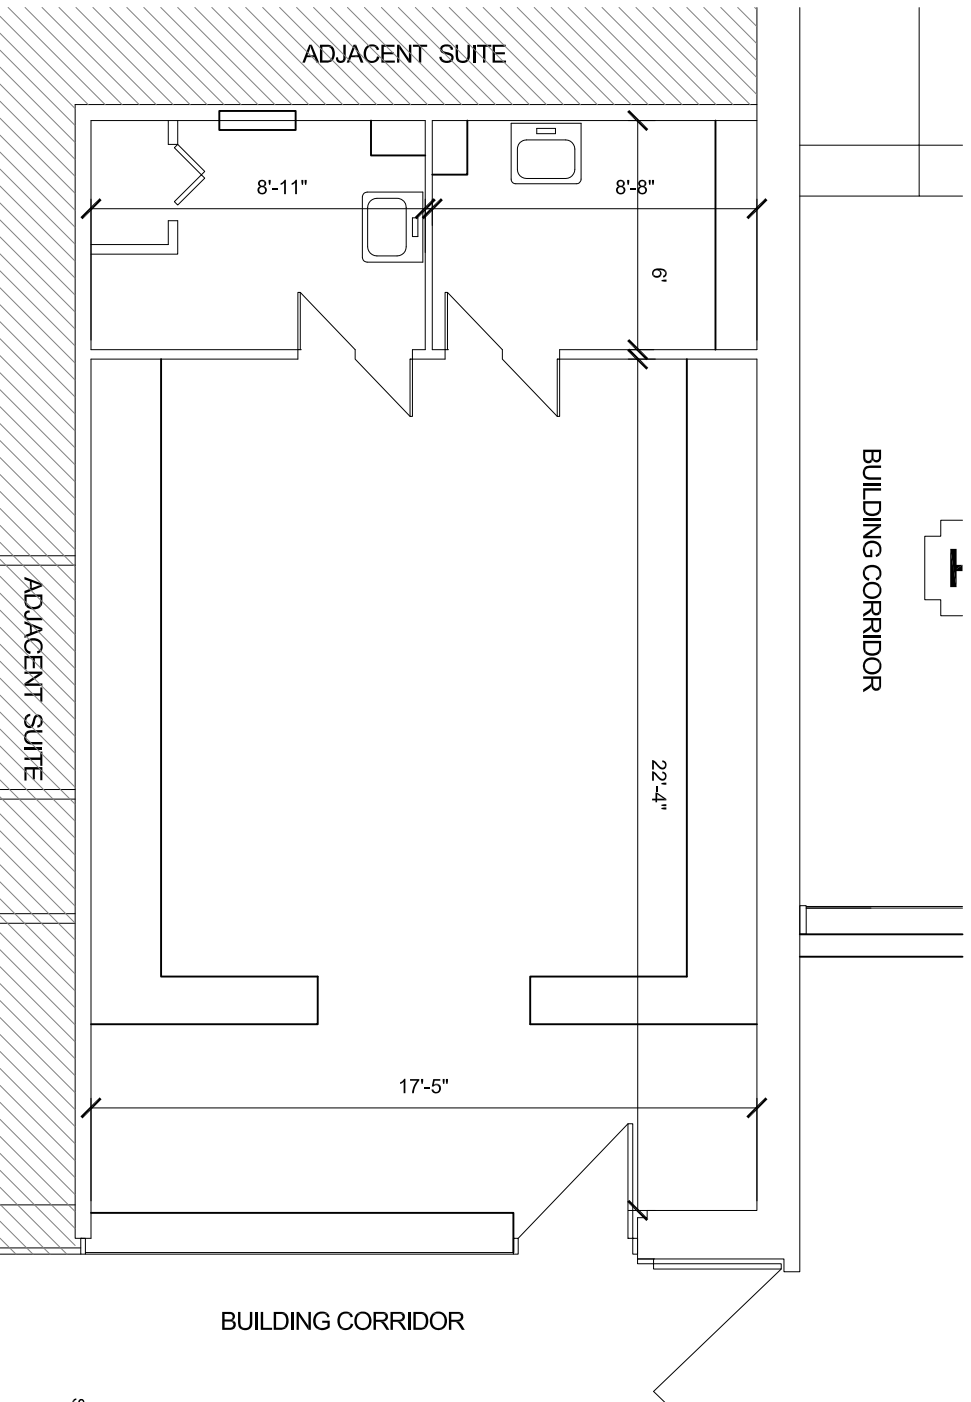 ADJACENT SUITE
8'-11"
8'-8"
6'
BUILDING CORRIDOR
ADJACENT SUITE
22'-4"
17'-5"
BUILDING CORRIDOR